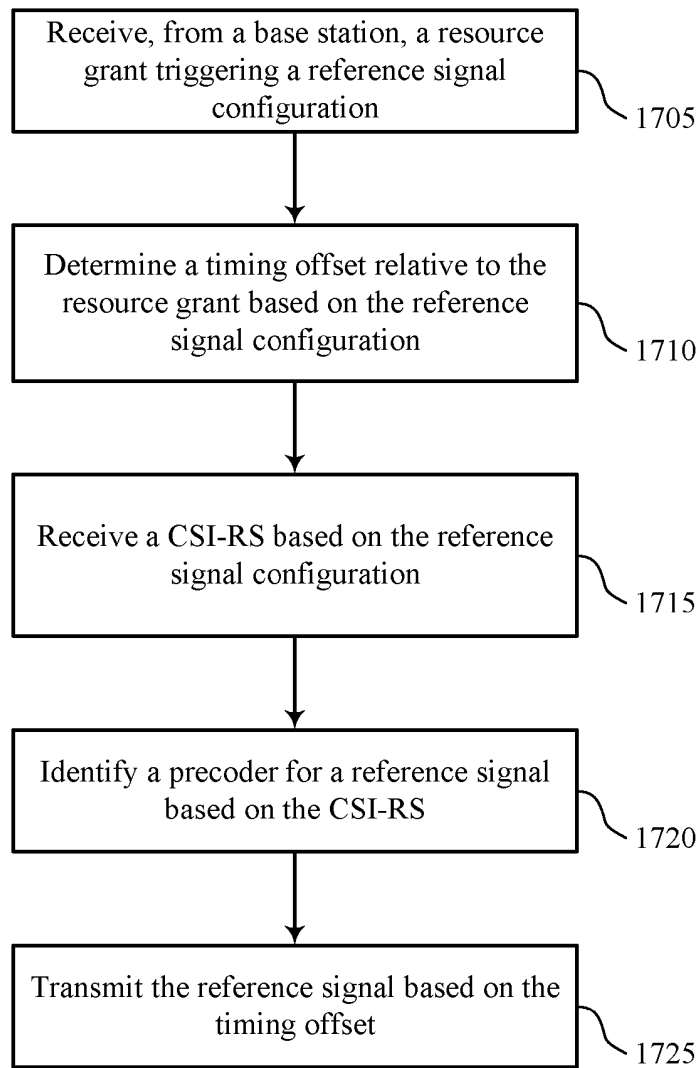 Receive, from a base station, a resource
grant triggering a reference signal
configuration
1705
Determine a timing offset relative to the
resource grant based on the reference
signal configuration
1710
Receive a CSI-RS based on the reference
signal configuration
1715
Identify a precoder for a reference signal
based on the CSI-RS
1720
Transmit the reference signal based on the
timing offset
1725